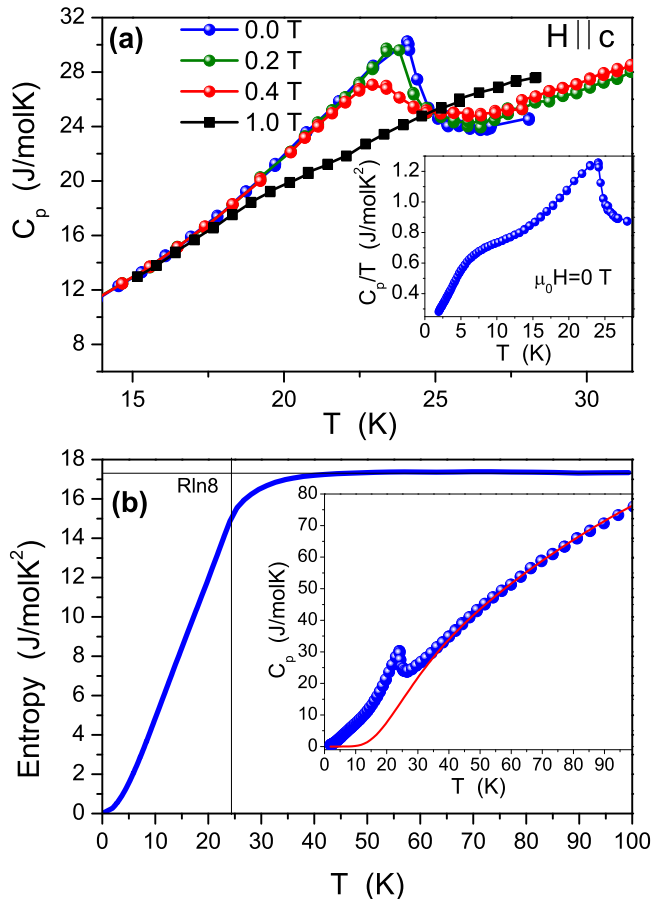 (a)
0.0 T
0.2 T
0.4 T
1.0 T
H||c
32
28
24
20
16
12
8
C_p (J/molK)
15 20 25 30
T (K)
1.2
1.0
0.8
0.6
0.4
C_p/T (J/molK²)
μ₀H=0 T
0 5 10 15 20 25
T (K)
(b)
Rln8
18
16
14
12
10
8
6
4
2
0
Entropy (J/molK²)
0 10 20 30 40 50 60 70 80 90 100
T (K)
80
70
60
50
40
30
20
10
0
C_p (J/molK)
0 10 20 30 40 50 60 70 80 90
T (K)